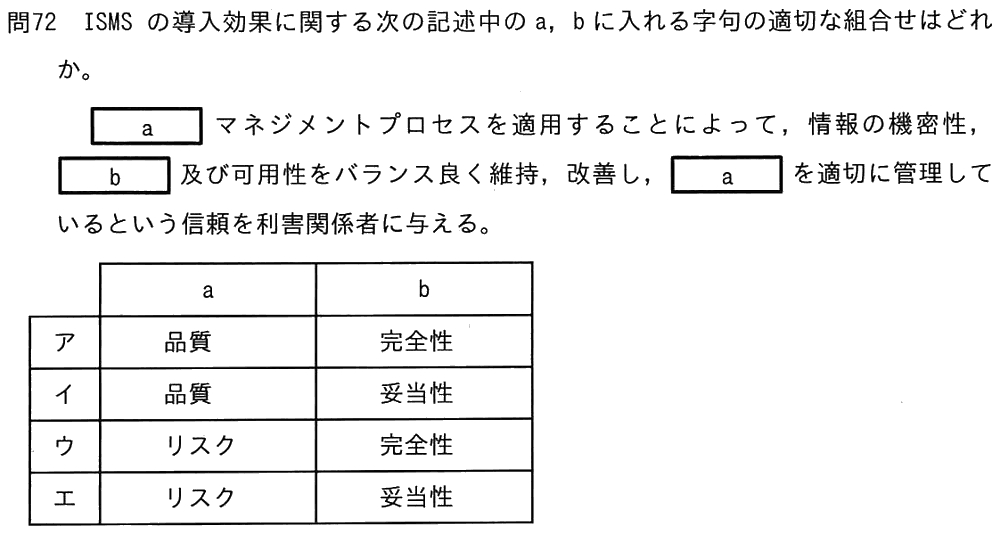 問72 ISMS の導入効果に関する次の記述中の a，b に入れる字句の適切な組合せはどれ
か。
a マネジメントプロセスを適用することによって，情報の機密性，
b 及び可用性をバランス良く維持，改善し， a を適切に管理して
いるという信頼を利害関係者に与える。
a b
ア 品質 完全性
イ 品質 妥当性
ウ リスク 完全性
エ リスク 妥当性